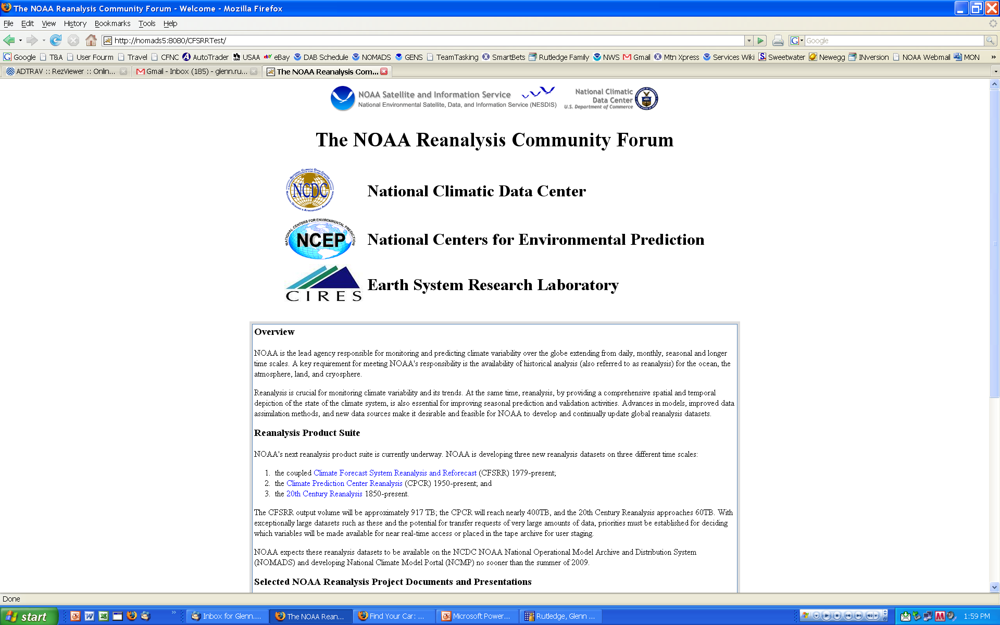 The NOAA Reanalysis Community Forum - Welcome - Mozilla Firefox
File Edit View History Bookmarks Tools Help
http://nomads5:8080/CFSRRTest/
Google
Google T&A User Fourm Travel CFNC AutoTrader USAA eBay DAB Schedule NOMADS GENS TeamTasking SmartBets Rutledge Family NWS Gmail Mtn Xpress Services Wiki Sweetwater Newegg INversion NOAA Webmail MON »
ADTRAV :: RezViewer :: Onlin... Gmail - Inbox (185) - glenn.ru... The NOAA Reanalysis Com...
NOAA Satellite and Information Service
National Environmental Satellite, Data, and Information Service (NESDIS)
National Climatic
Data Center
U.S. Department of Commerce
The NOAA Reanalysis Community Forum
NCDC
National Climatic Data Center
NATIONAL CENTERS FOR ENVIRONMENTAL PREDICTION
NCEP
National Centers for Environmental Prediction
CIRES
Earth System Research Laboratory
Overview
NOAA is the lead agency responsible for monitoring and predicting climate variability over the globe extending from daily, monthly, seasonal and longer
time scales. A key requirement for meeting NOAA's responsibility is the availability of historical analysis (also referred to as reanalysis) for the ocean, the
atmosphere, land, and cryosphere.
Reanalysis is crucial for monitoring climate variability and its trends. At the same time, reanalysis, by providing a comprehensive spatial and temporal
depiction of the state of the climate system, is also essential for improving seasonal prediction and validation activities. Advances in models, improved data
assimilation methods, and new data sources make it desirable and feasible for NOAA to develop and continually update global reanalysis datasets.
Reanalysis Product Suite
NOAA's next reanalysis product suite is currently underway. NOAA is developing three new reanalysis datasets on three different time scales:
1. the coupled Climate Forecast System Reanalysis and Reforecast (CFSRR) 1979-present;
2. the Climate Prediction Center Reanalysis (CPCR) 1950-present; and
3. the 20th Century Reanalysis 1850-present.
The CFSRR output volume will be approximately 917 TB; the CPCR will reach nearly 400TB, and the 20th Century Reanalysis approaches 60TB. With
exceptionally large datasets such as these and the potential for transfer requests of very large amounts of data, priorities must be established for deciding
which variables will be made available for near real-time access or placed in the tape archive for user staging.
NOAA expects these reanalysis datasets to be available on the NCDC NOAA National Operational Model Archive and Distribution System
(NOMADS) and developing National Climate Model Portal (NCMP) no sooner than the summer of 2009.
Selected NOAA Reanalysis Project Documents and Presentations
Done
start Inbox for Glenn.... The NOAA Rean... Find Your Car: ... Microsoft Power... Rutledge, Glenn ... 1:59 PM